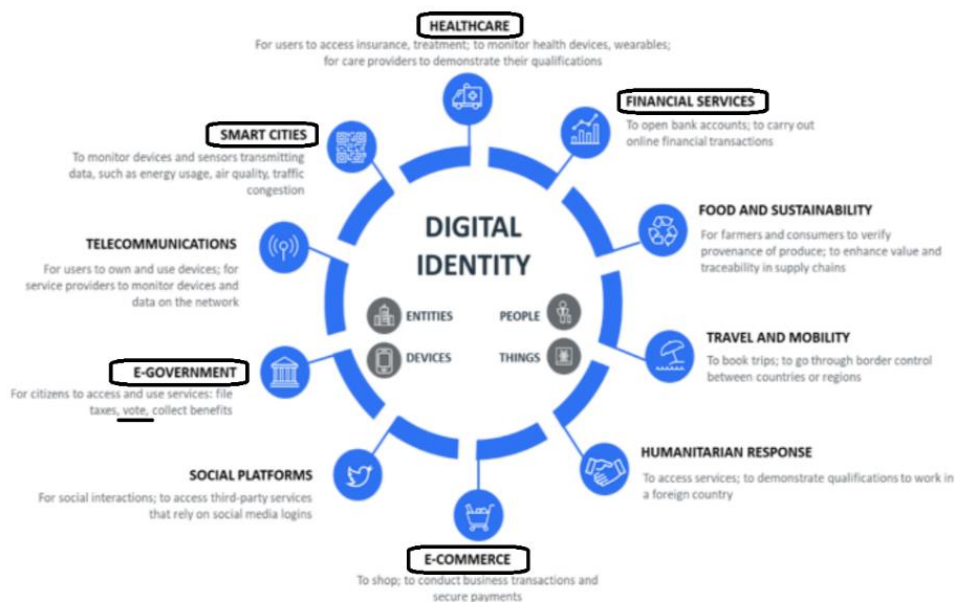 HEALTHCARE
For users to access insurance, treatment; to monitor health devices, wearables;
for care providers to demonstrate their qualifications
FINANCIAL SERVICES
To open bank accounts; to carry out
online financial transactions
SMART CITIES
To monitor devices and sensors transmitting
data, such as energy usage, air quality, traffic
congestion
FOOD AND SUSTAINABILITY
For farmers and consumers to verify
provenance of produce; to enhance value and
traceability in supply chains
TELECOMMUNICATIONS
For users to own and use devices; for
service providers to monitor devices and
data on the network
DIGITAL
IDENTITY
ENTITIES
PEOPLE
DEVICES
THINGS
TRAVEL AND MOBILITY
To book trips; to go through border control
between countries or regions
E-GOVERNMENT
For citizens to access and use services: file
taxes, vote, collect benefits
HUMANITARIAN RESPONSE
To access services; to demonstrate qualifications to work in
a foreign country
SOCIAL PLATFORMS
For social interactions; to access third-party services
that rely on social media logins
E-COMMERCE
To shop; to conduct business transactions and
secure payments